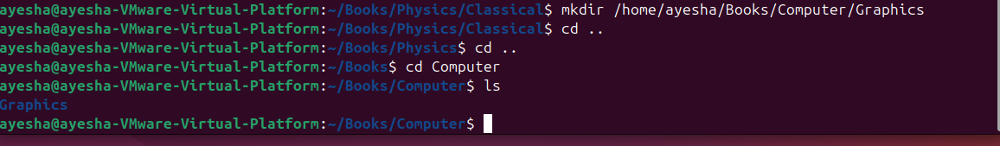 ayesha@ayesha-VMware-Virtual-Platform:~/Books/Physics/Classical$ mkdir /home/ayesha/Books/Computer/Graphics
ayesha@ayesha-VMware-Virtual-Platform:~/Books/Physics/Classical$ cd ..
ayesha@ayesha-VMware-Virtual-Platform:~/Books/Physics$ cd ..
ayesha@ayesha-VMware-Virtual-Platform:~/Books$ cd Computer
ayesha@ayesha-VMware-Virtual-Platform:~/Books/Computer$ ls
Graphics
ayesha@ayesha-VMware-Virtual-Platform:~/Books/Computer$